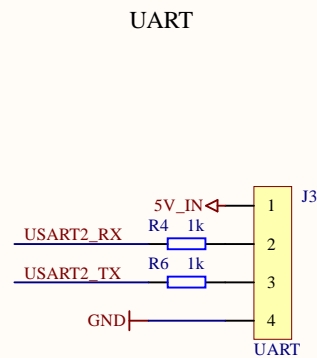 UART
5V_IN 1 J3
R4 1k
USART2_RX 2
R6 1k
USART2_TX 3
GND 4
UART